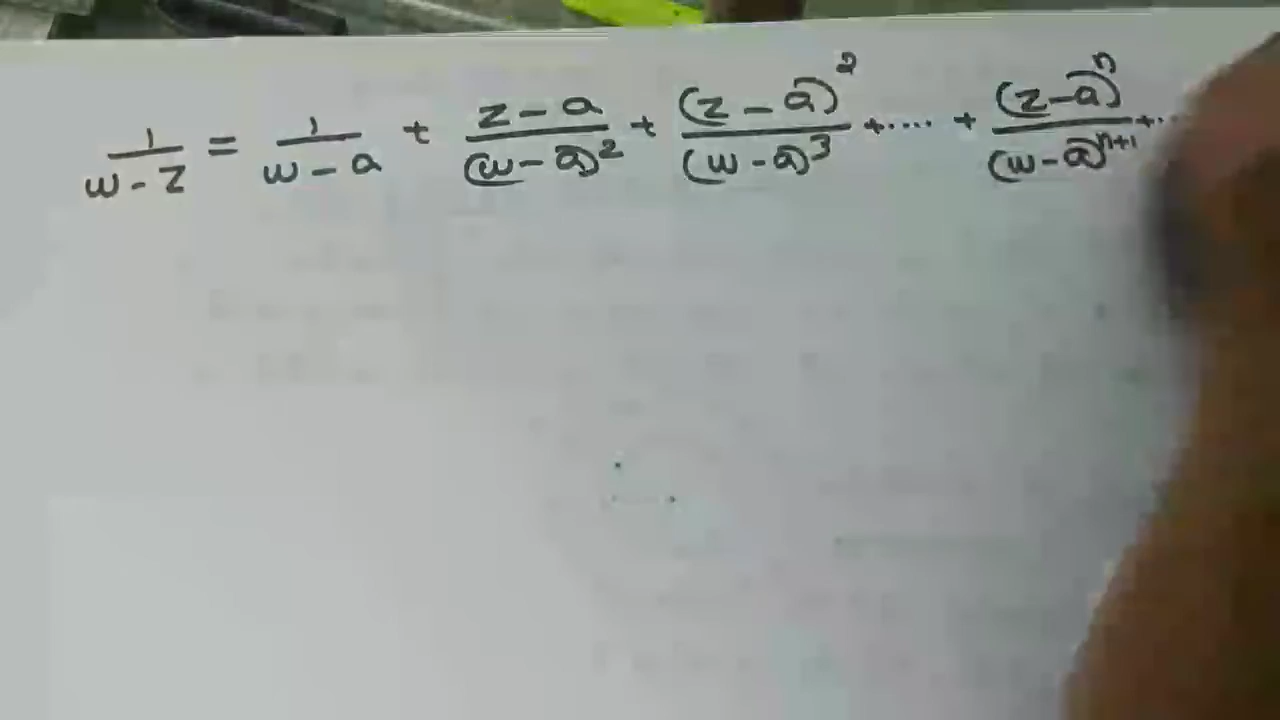 1/(w-z) = 1/(w-a) + (z-a)/(w-a)² + (z-a)²/(w-a)³ +.... + (z-a)ⁿ/(w-a)ⁿ⁺¹ +...